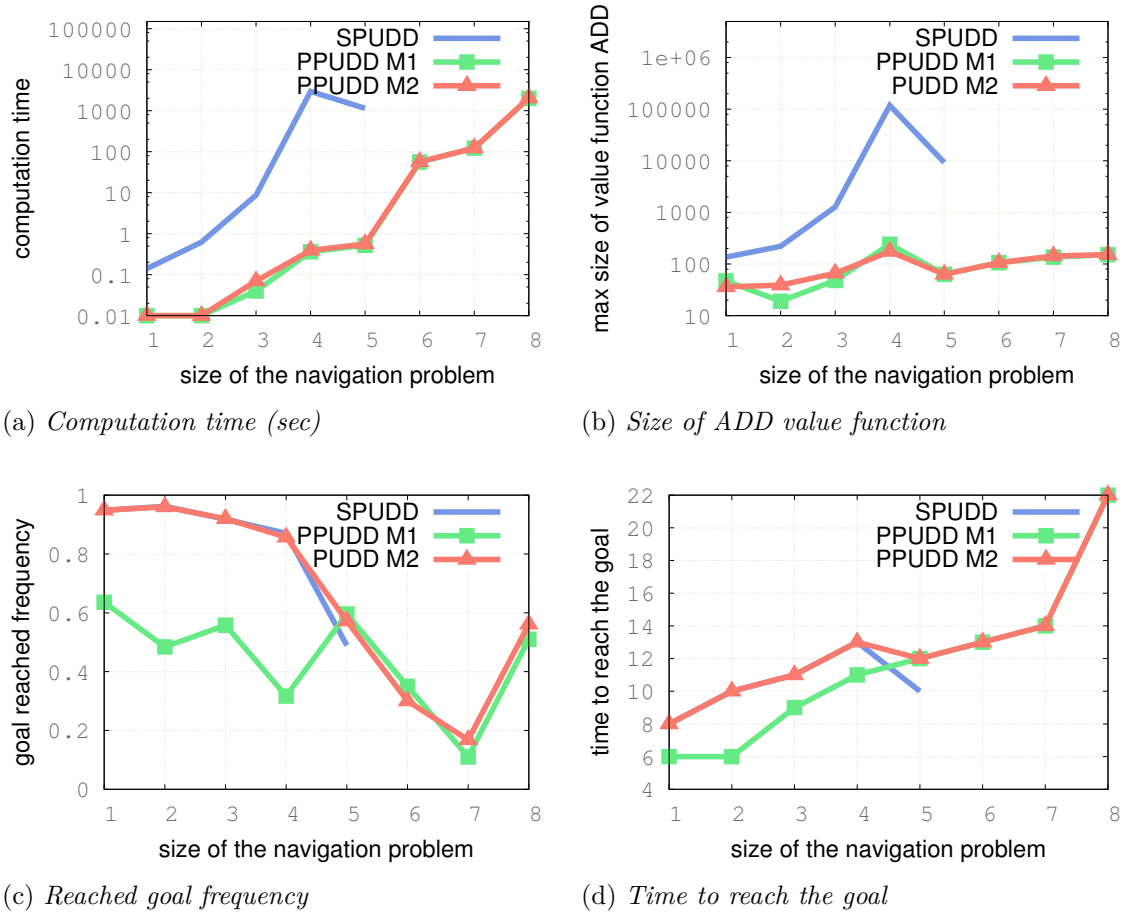 100000
10000
1000
100
10
1
0.1
0.01
computation time
SPUDD
PPUDD M1
PPUDD M2
1 2 3 4 5 6 7 8
size of the navigation problem
(a) Computation time (sec)
1e+06
100000
10000
1000
100
10
max size of value function ADD
SPUDD
PPUDD M1
PUDD M2
1 2 3 4 5 6 7 8
size of the navigation problem
(b) Size of ADD value function
1
0.8
0.6
0.4
0.2
0
goal reached frequency
SPUDD
PPUDD M1
PUDD M2
1 2 3 4 5 6 7 8
size of the navigation problem
(c) Reached goal frequency
22
20
18
16
14
12
10
8
6
4
time to reach the goal
SPUDD
PPUDD M1
PPUDD M2
1 2 3 4 5 6 7 8
size of the navigation problem
(d) Time to reach the goal